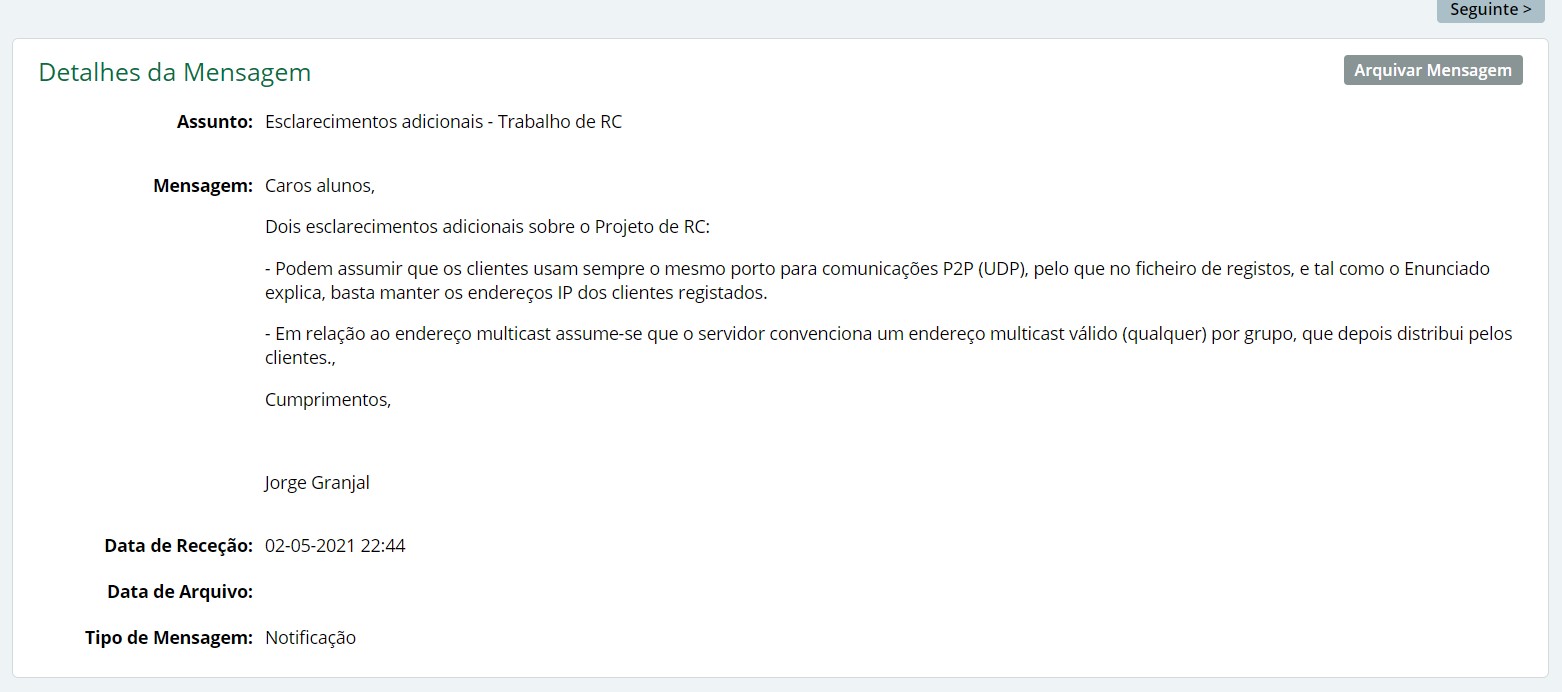 Seguinte >
Detalhes da Mensagem
Arquivar Mensagem
Assunto: Esclarecimentos adicionais - Trabalho de RC
Mensagem: Caros alunos,
Dois esclarecimentos adicionais sobre o Projeto de RC:
- Podem assumir que os clientes usam sempre o mesmo porto para comunicações P2P (UDP), pelo que no ficheiro de registos, e tal como o Enunciado
explica, basta manter os endereços IP dos clientes registados.
- Em relação ao endereço multicast assume-se que o servidor convenciona um endereço multicast válido (qualquer) por grupo, que depois distribui pelos
clientes.,
Cumprimentos,
Jorge Granjal
Data de Receção: 02-05-2021 22:44
Data de Arquivo:
Tipo de Mensagem: Notificação